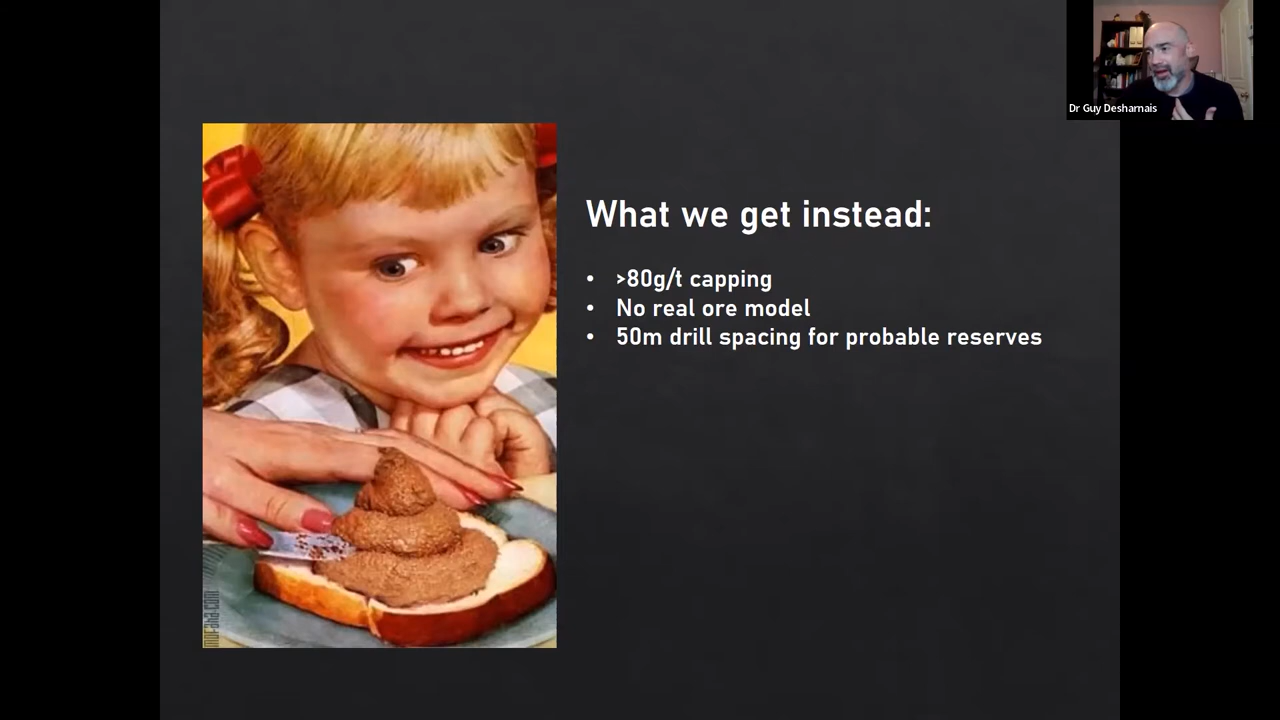 Dr Guy Desharnais
What we get instead:
• >80g/t capping
• No real ore model
• 50m drill spacing for probable reserves